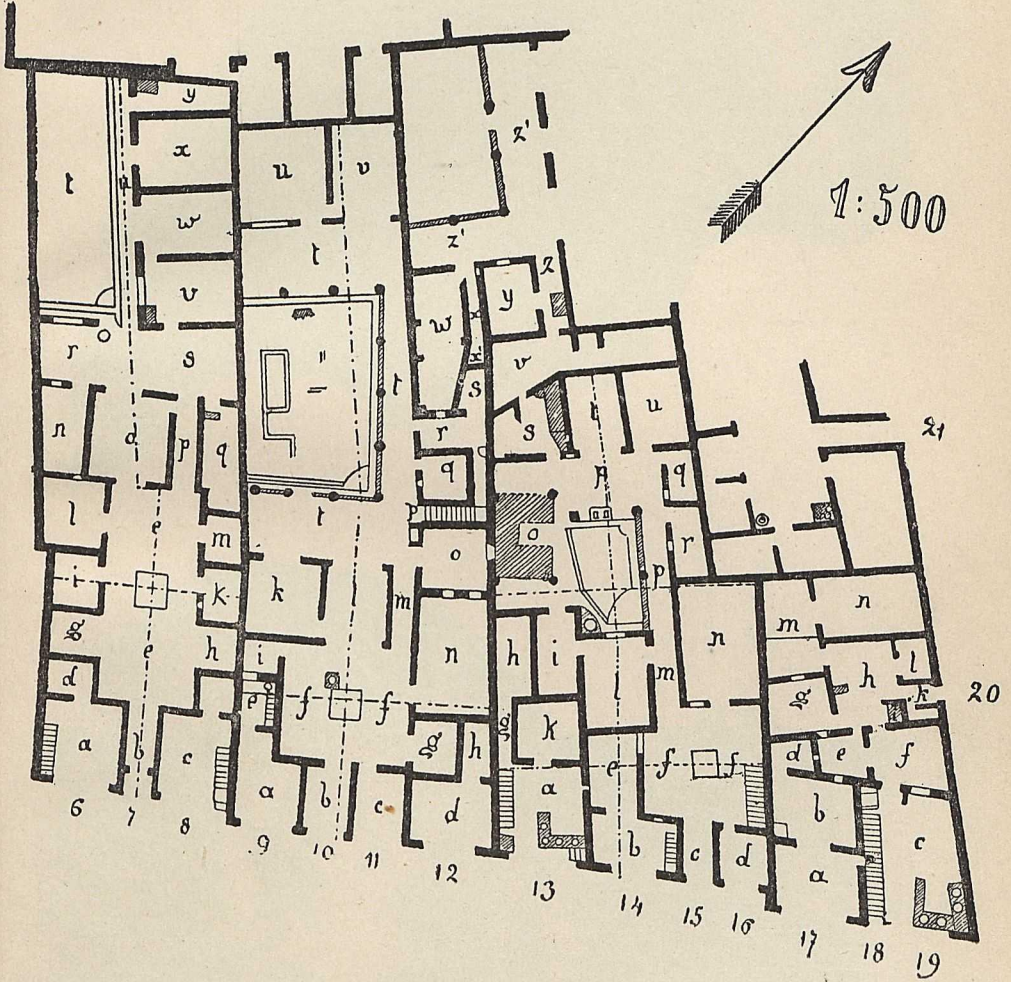 y
x
u
v
z'
t
u
1:500
w
t
z'
z
v
y
w
x
x
r
s
t
s
v
t
u
n
p
q
r
s
21
q
p
q
l
e
t
p
o
m
o
r
p
k
k
l
m
n
m
n
g
e
h
i
n
h
i
l
m
n
h
l
d
e
f
f
g
k
g
k
20
a
b
c
g
h
e
f
f
d
e
f
a
b
c
d
a
b
c
d
b
a
c
6
7
8
9
10
11
12
13
14
15
16
17
18
19